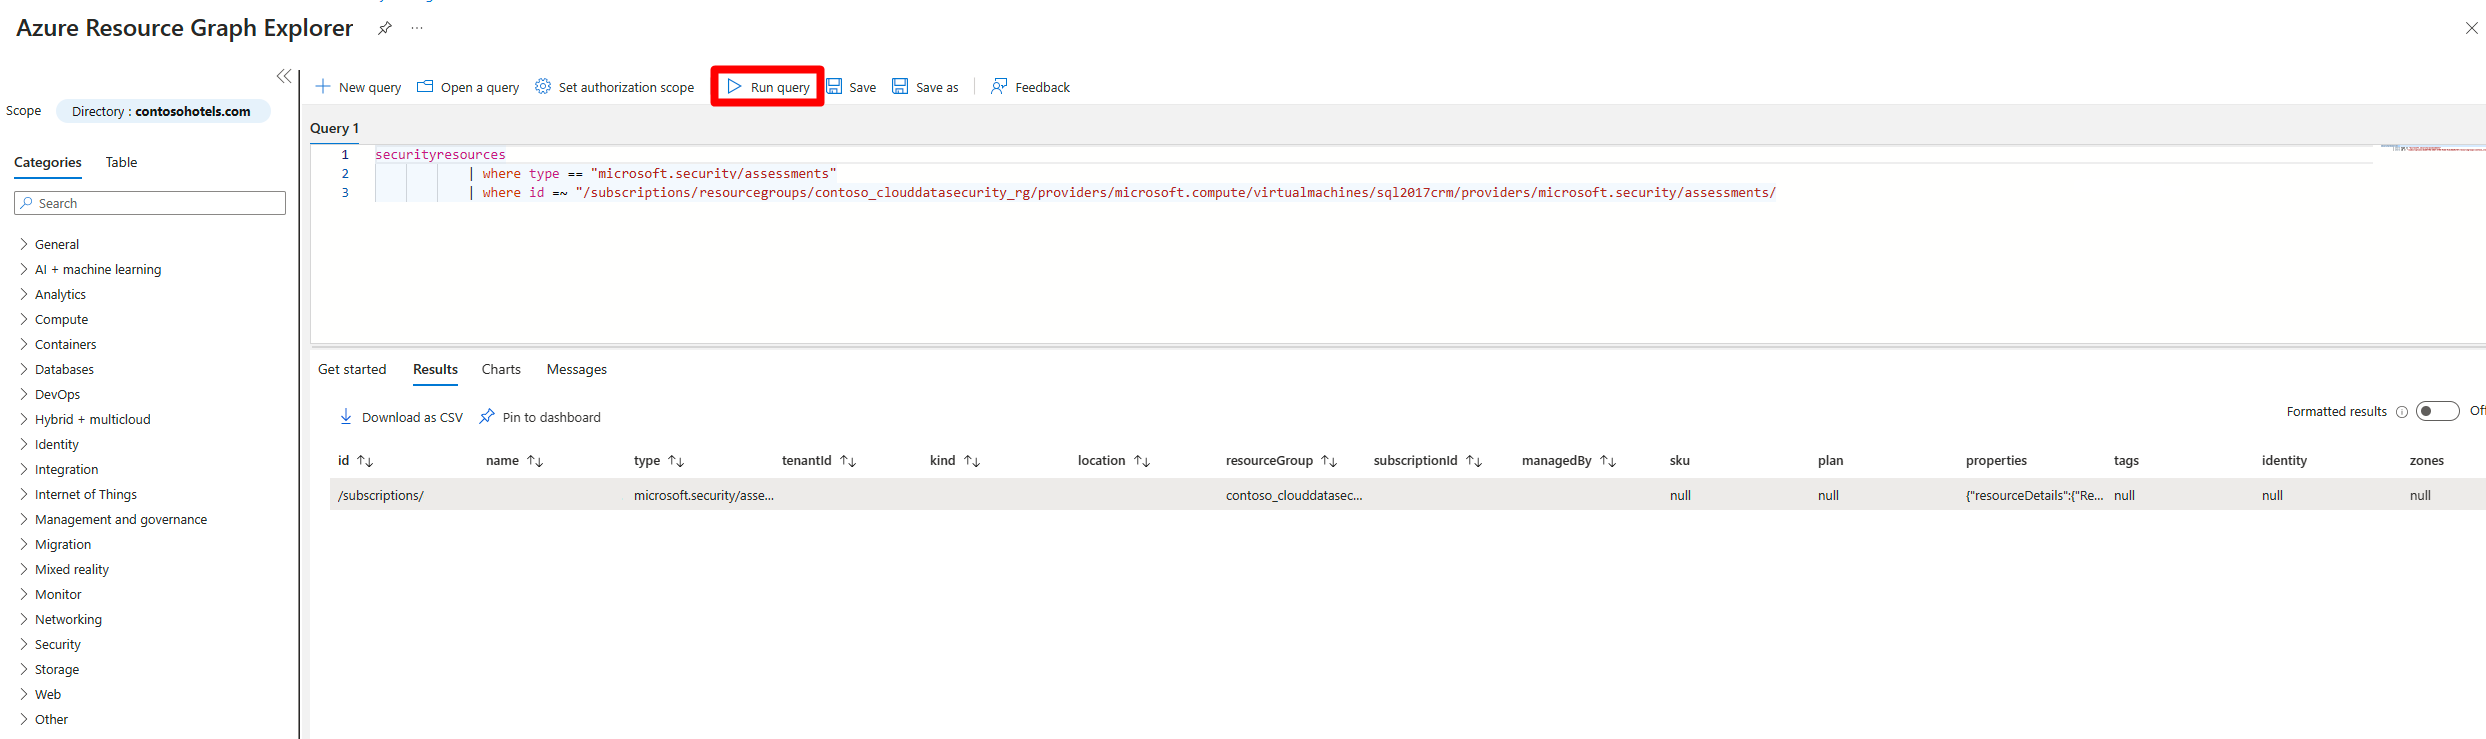 Azure Resource Graph Explorer
Scope Directory : contosohotels.com
Categories Table
Search
General
AI + machine learning
Analytics
Compute
Containers
Databases
DevOps
Hybrid + multicloud
Identity
Integration
Internet of Things
Management and governance
Migration
Mixed reality
Monitor
Networking
Security
Storage
Web
Other
New query Open a query Set authorization scope Run query Save Save as Feedback
Query 1
1 securityresources
2 | where type == "microsoft.security/assessments"
3 | where id =~ "/subscriptions/resourcegroups/contoso_clouddatasecurity_rg/providers/microsoft.compute/virtualmachines/sql2017crm/providers/microsoft.security/assessments/
Get started Results Charts Messages
Download as CSV Pin to dashboard
Formatted results Off
id name type tenantId kind location resourceGroup subscriptionId managedBy sku plan properties tags identity zones
/subscriptions/ microsoft.security/asse... contoso_clouddatasec... null null {"resourceDetails":{"Re... null null null